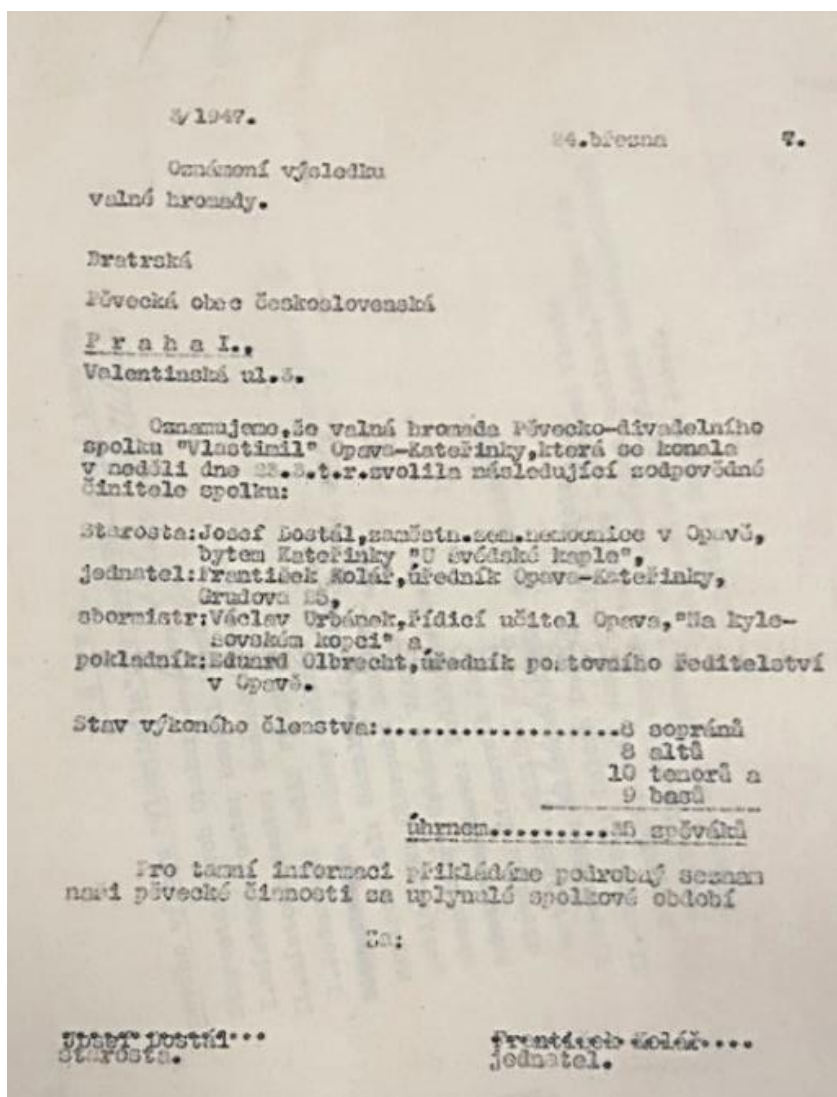 3/1947.
24.března 7.
Oznámení výsledku
valné hromady.
Bratrská
Pěvecká obec československá
Praha I.,
Valentinská ul.3.
Oznamujeme,že valná hromada Pěvecko-divadelního
spolku "Vlastimil" Opava-Kateřinky,která se konala
v neděli dne 23.3.t.r.zvolila následující zodpovědné
činitele spolku:
Starosta:Josef Dostál,zaměstn.zem.nemocnice v Opavě,
bytem Kateřinky "U švédské kaple",
jednatel:František Kolář,úředník Opava-Kateřinky,
Grudova 25,
sbormistr:Václav Urbánek,řídicí učitel Opava,"Na kyle-
šovském kopci" a
pokladník:Eduard Olbrecht,úředník poštovního ředitelství
v Opavě.
Stav výkoného členstva:..................8 sopránů
8 altů
10 tenorů a
9 basů
úhrnem..........35 zpěváků
Pro tamní informaci přikládáme podrobný seznam
naší pěvecké činnosti za uplynulé spolkové období
Za:
Josef Dostál... František Kolář....
starosta. jednatel.